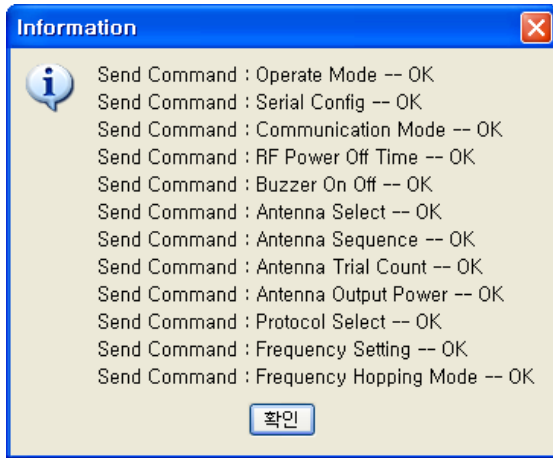 Information
Send Command : Operate Mode -- OK
Send Command : Serial Config -- OK
Send Command : Communication Mode -- OK
Send Command : RF Power Off Time -- OK
Send Command : Buzzer On Off -- OK
Send Command : Antenna Select -- OK
Send Command : Antenna Sequence -- OK
Send Command : Antenna Trial Count -- OK
Send Command : Antenna Output Power -- OK
Send Command : Protocol Select -- OK
Send Command : Frequency Setting -- OK
Send Command : Frequency Hopping Mode -- OK
확인